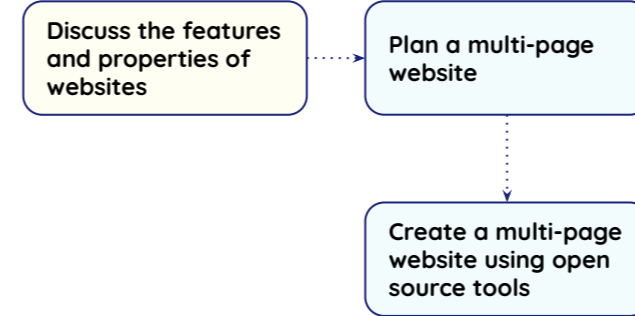 Discuss the features
and properties of
websites
Plan a multi-page
website
Create a multi-page
website using open
source tools